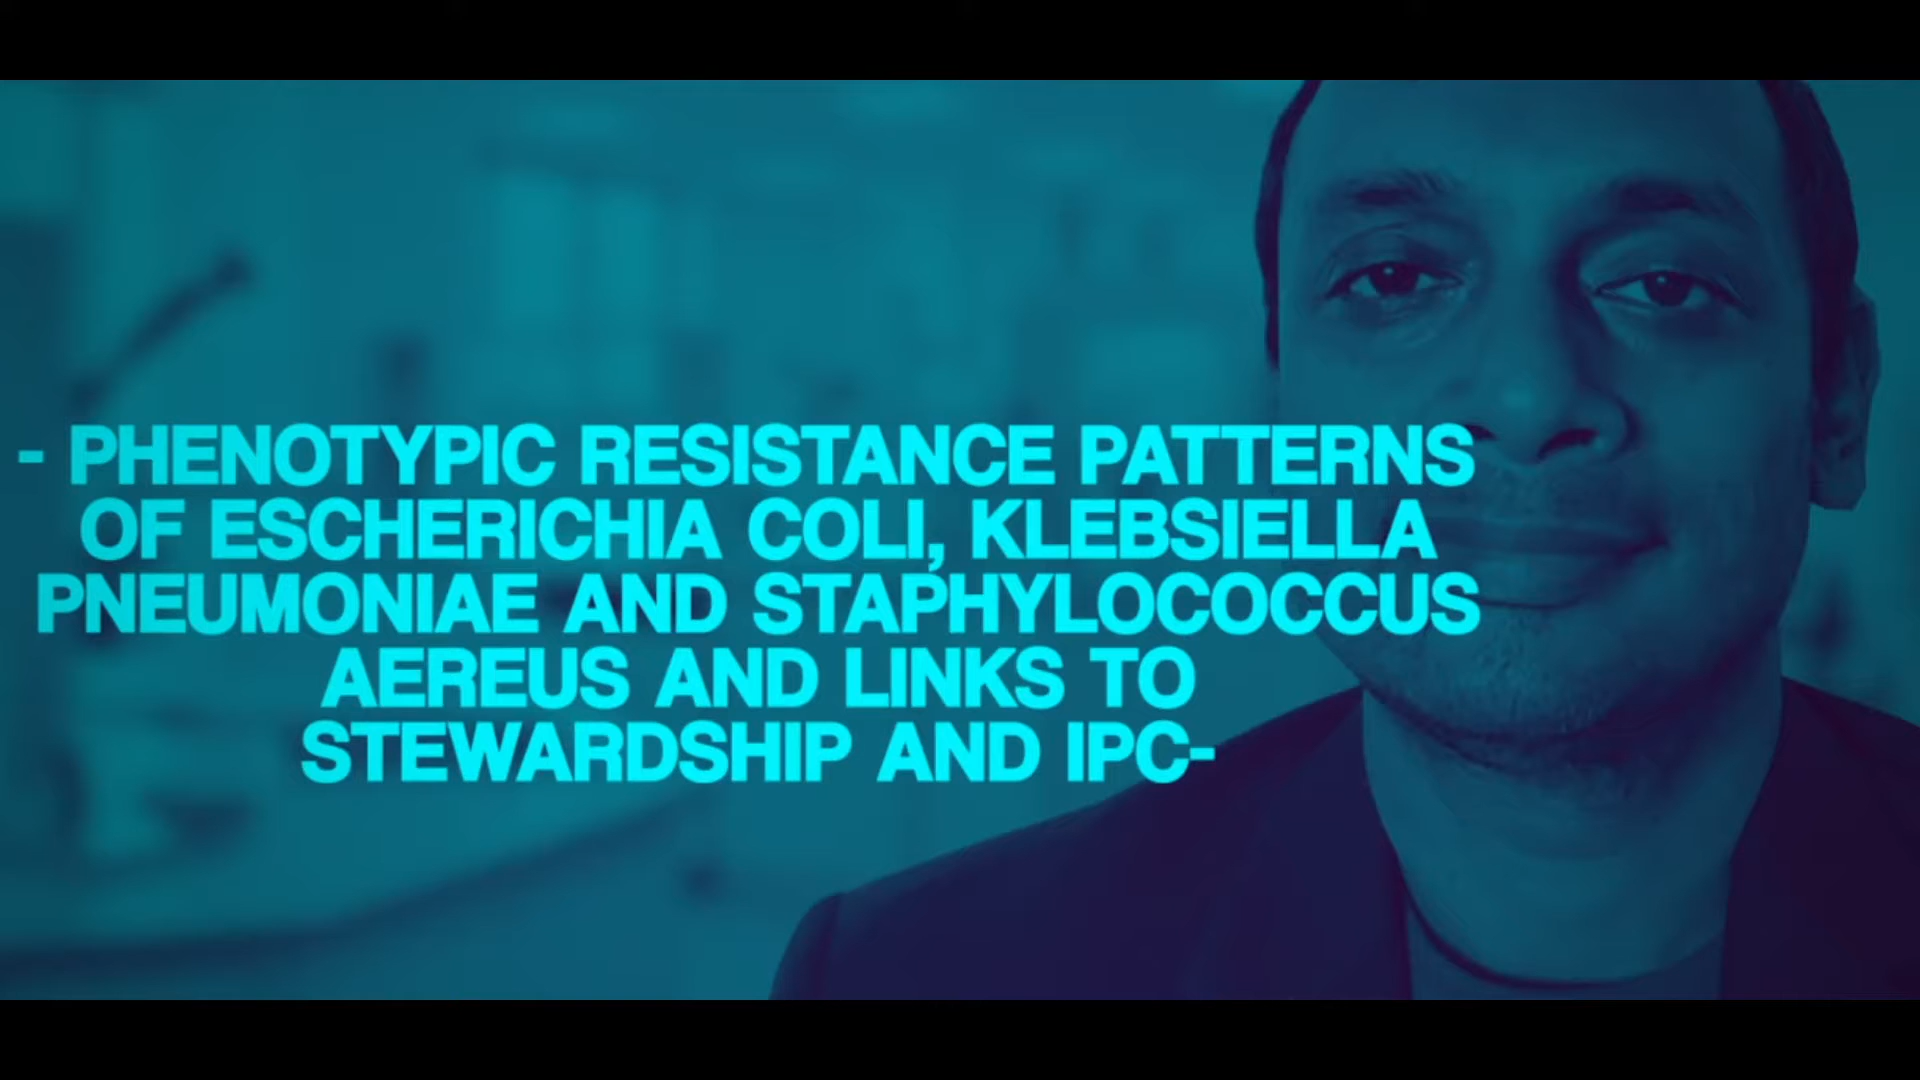 - PHENOTYPIC RESISTANCE PATTERNS
OF ESCHERICHIA COLI, KLEBSIELLA
PNEUMONIAE AND STAPHYLOCOCCUS
AEREUS AND LINKS TO
STEWARDSHIP AND IPC-